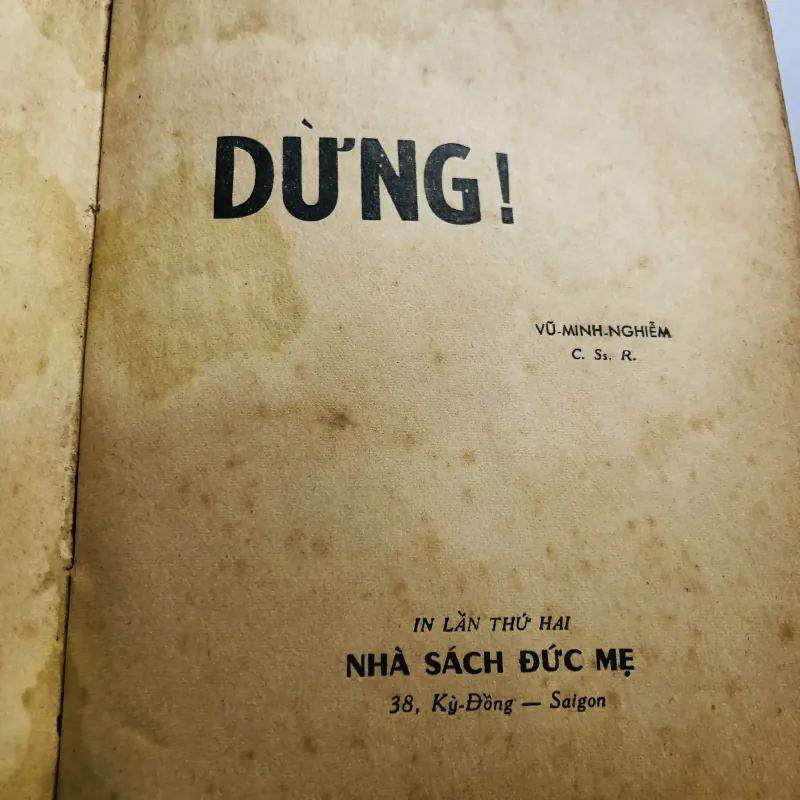 DỪNG!
VŨ-MINH-NGHIỄM
C. Ss. R.
IN LẦN THỨ HAI
NHÀ SÁCH ĐỨC MẸ
38, Kỳ-Đồng — Saigon